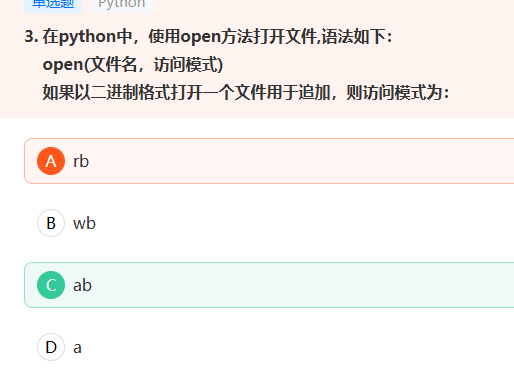 单选题 Python
3. 在python中，使用open方法打开文件,语法如下：
open(文件名，访问模式)
如果以二进制格式打开一个文件用于追加，则访问模式为：
A rb
B wb
C ab
D a